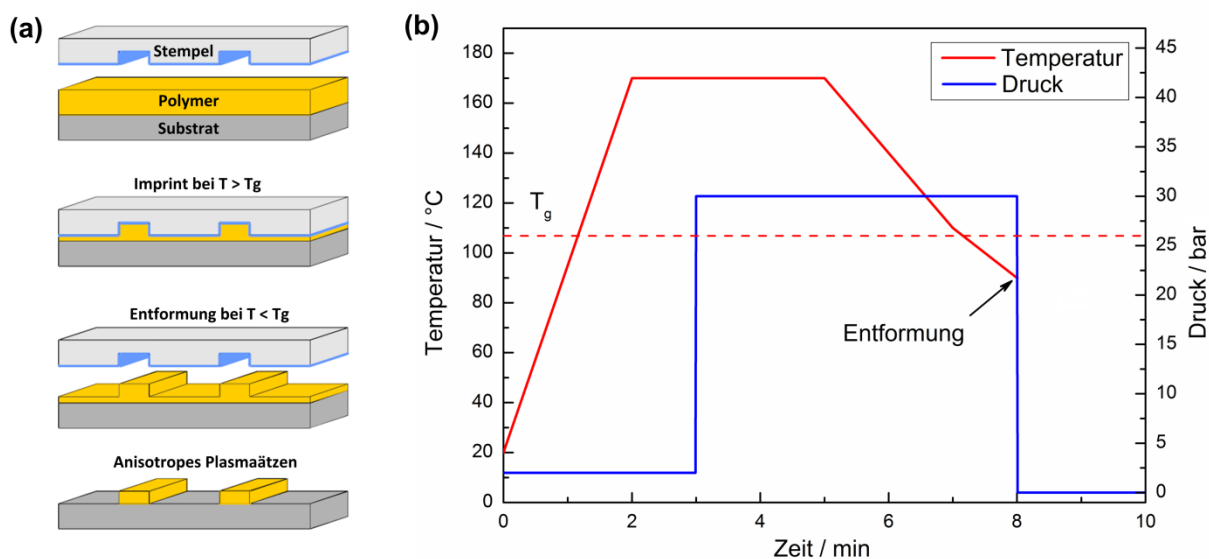 (a)
Stempel
Polymer
Substrat
Imprint bei T > Tg
Entformung bei T < Tg
Anisotropes Plasmaätzen
(b)
Temperatur / °C
180
160
140
120
100
80
60
40
20
0
Temperatur
Druck
Tg
Entformung
45
40
35
30
25
20
15
10
5
0
Druck / bar
0 2 4 6 8 10
Zeit / min